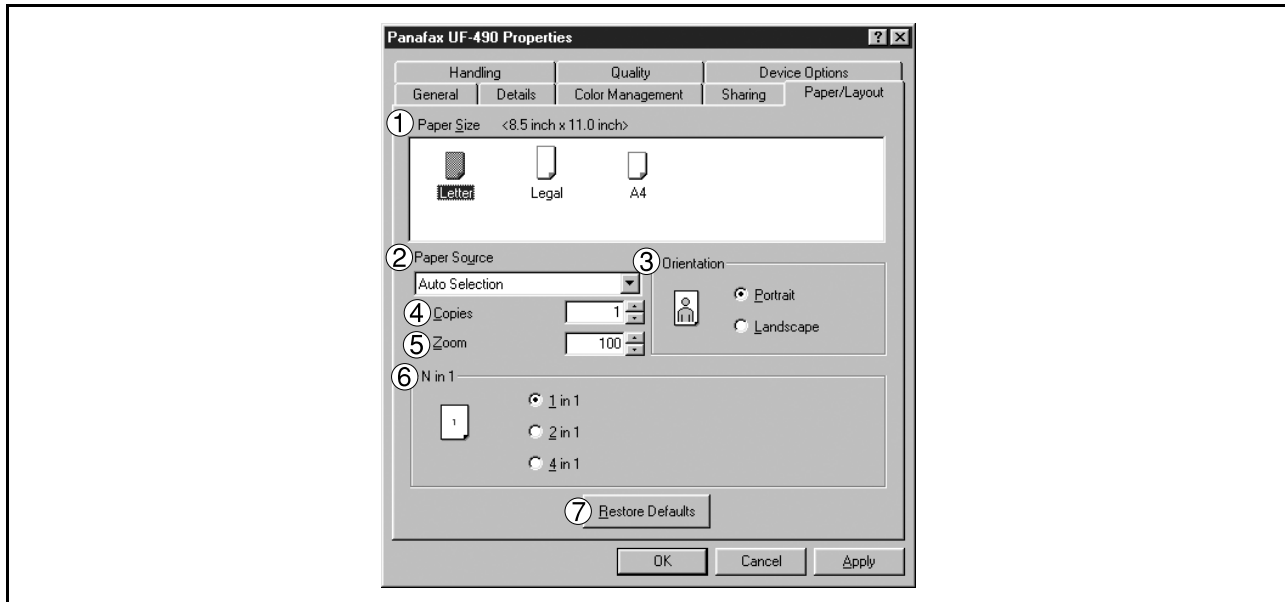 Panafax UF-490 Properties
Handling Quality Device Options
General Details Color Management Sharing Paper/Layout
① Paper Size <8.5 inch x 11.0 inch>
Letter Legal A4
② Paper Source
Auto Selection
③ Orientation
Portrait
Landscape
④ Copies 1
⑤ Zoom 100
⑥ N in 1
1
1 in 1
2 in 1
4 in 1
⑦ Restore Defaults
OK Cancel Apply